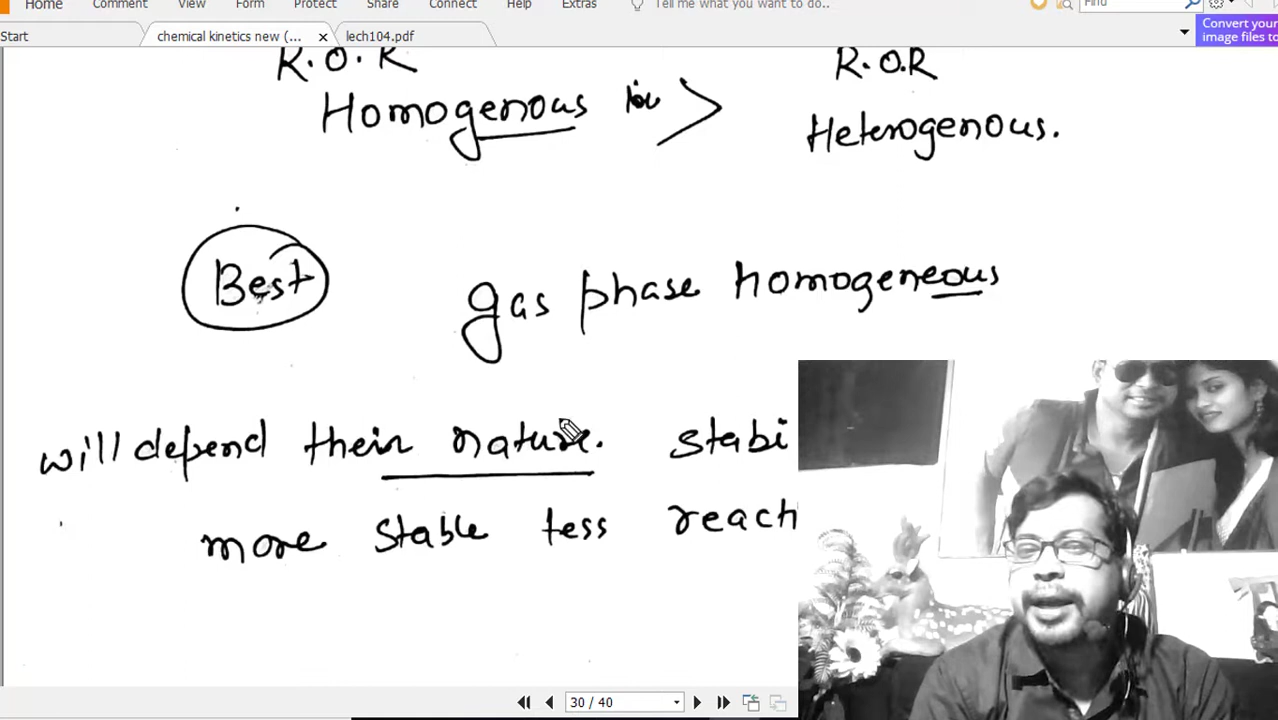 Home Comment View Form Protect Share Connect Help Extras Tell me what you want to do.. Find
Start chemical kinetics new (... × lech104.pdf
Convert your
image files to
R.O.R R.O.R
Homogenous > Heterogenous.
Best gas phase homogeneous
will depend their nature. stabi
more stable less reach
30 / 40